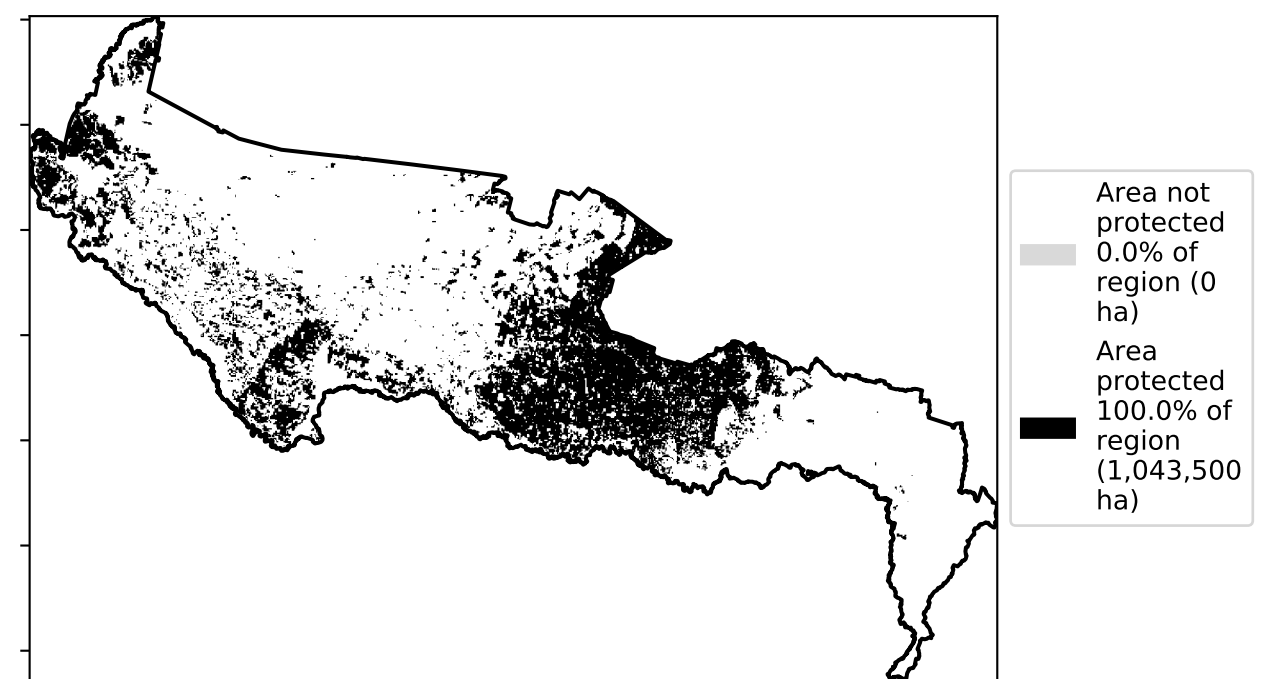 Area not
protected
0.0% of
region (0
ha)
Area
protected
100.0% of
region
(1,043,500
ha)